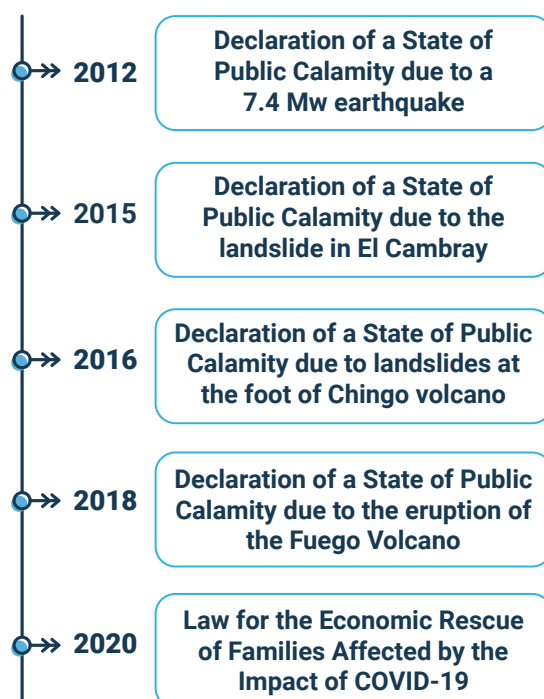 2012
Declaration of a State of
Public Calamity due to a
7.4 Mw earthquake
2015
Declaration of a State of
Public Calamity due to the
landslide in El Cambray
2016
Declaration of a State of Public
Calamity due to landslides at
the foot of Chingo volcano
2018
Declaration of a State of Public
Calamity due to the eruption of
the Fuego Volcano
2020
Law for the Economic Rescue
of Families Affected by the
Impact of COVID-19